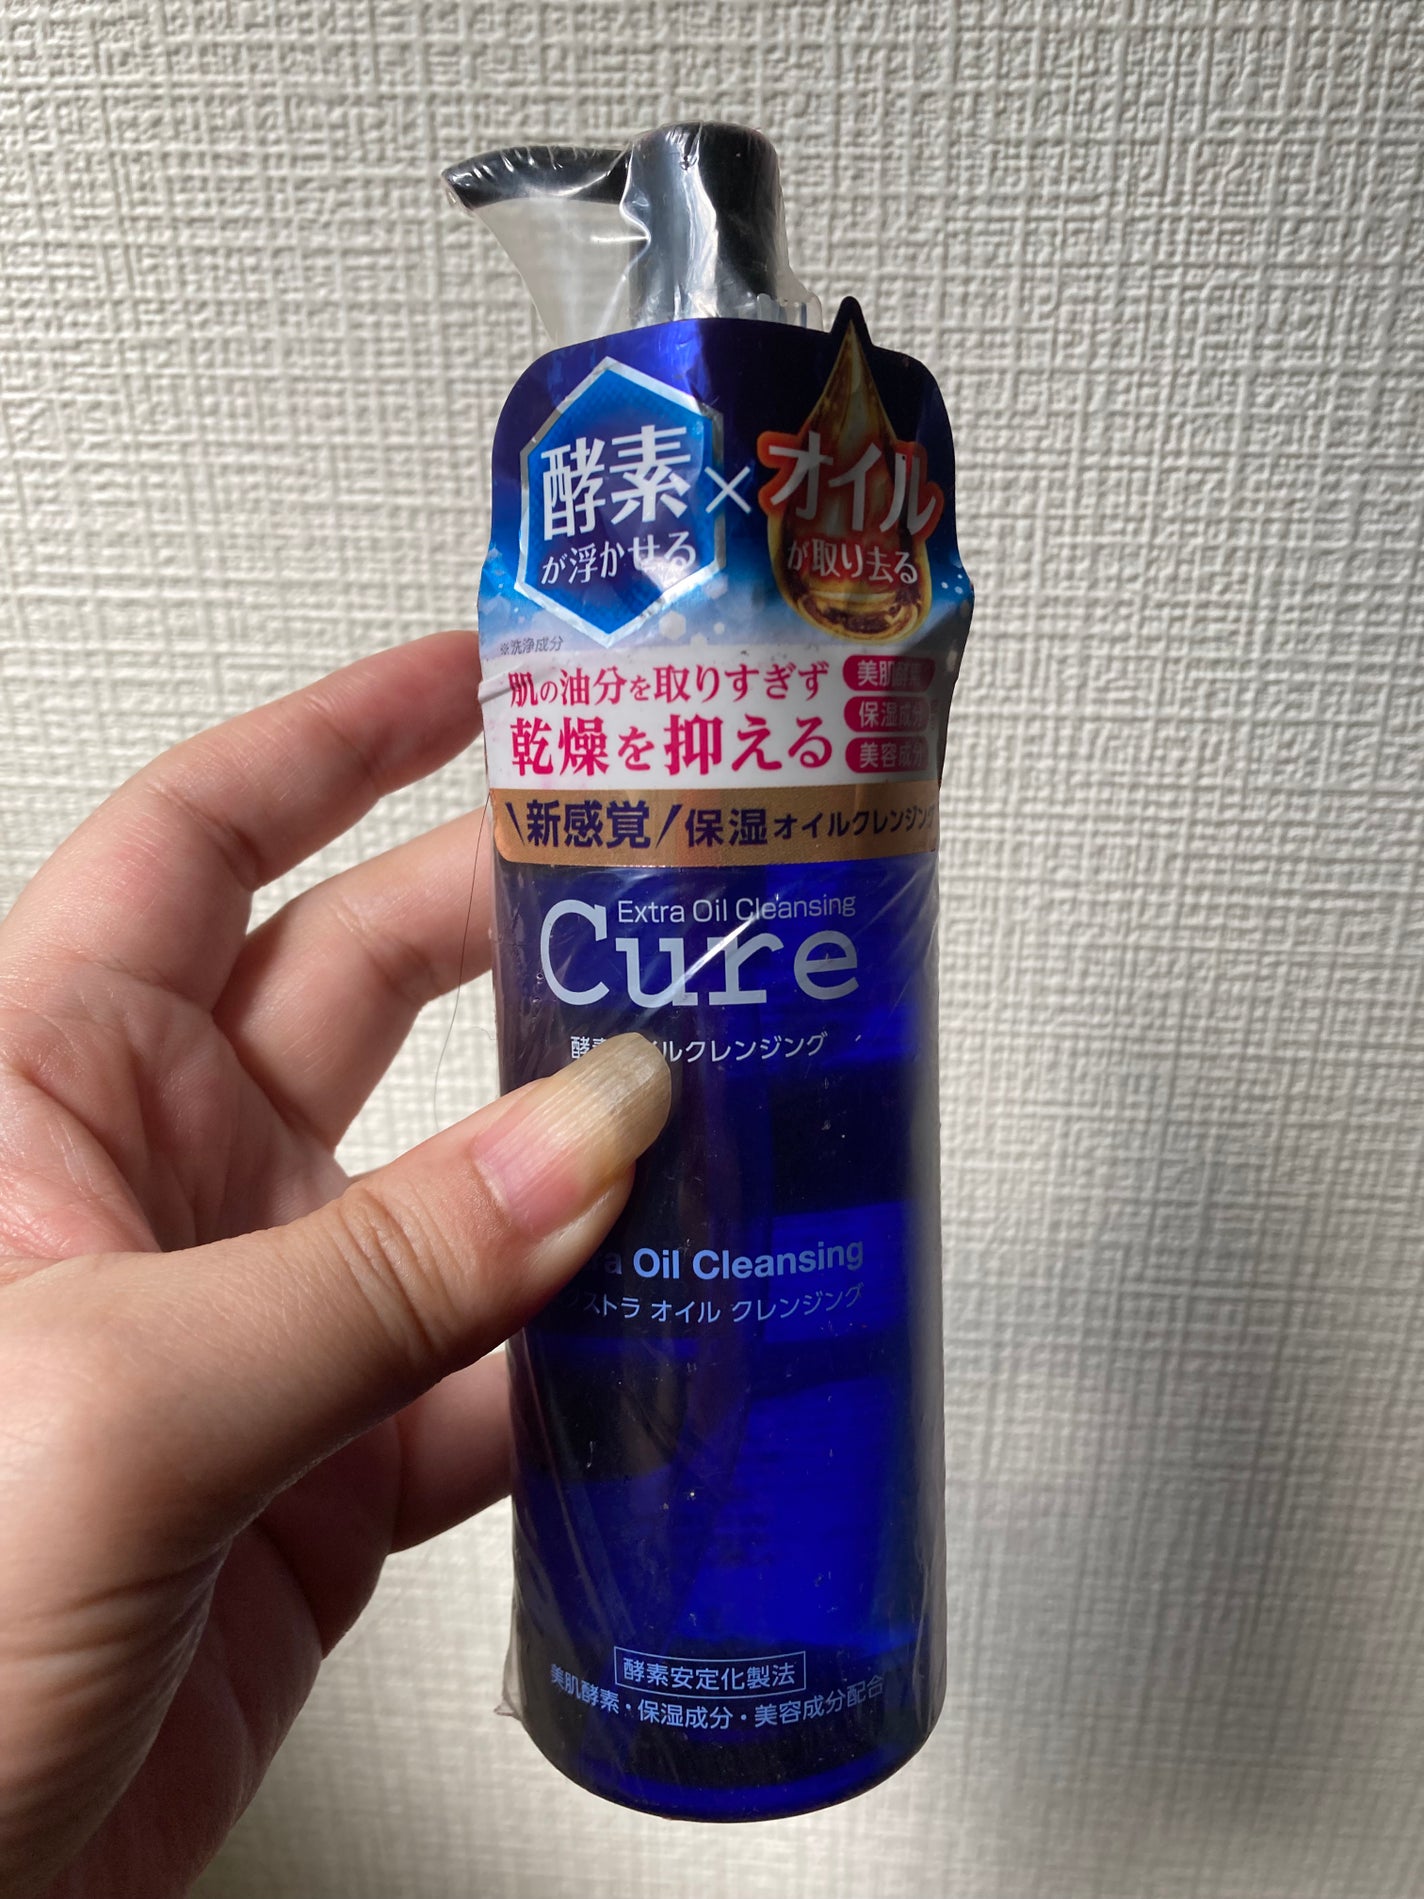 酵素
が浮かせる
×
オイル
が取り去る
※洗浄成分
肌の油分を取りすぎず
乾燥を抑える
美肌酵素
保湿成分
美容成分
\新感覚/保湿オイルクレンジング
Extra Oil Cleansing
Cure
酵素 ルクレンジング
Oil Cleansing
ストラ オイル クレンジング
酵素安定化製法
美肌酵素・保湿成分・美容成分配合